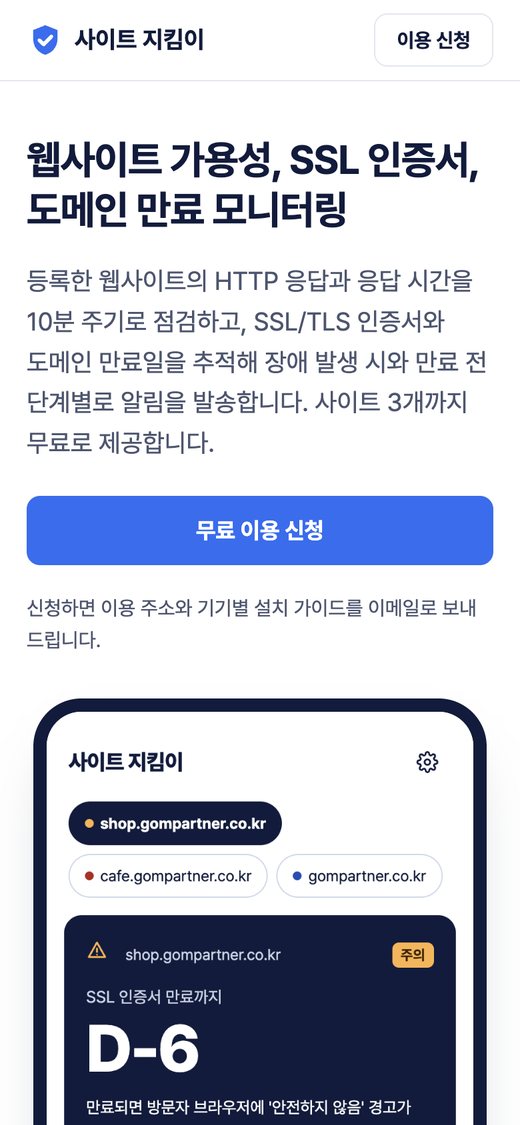 사이트 지킴이
이용 신청
웹사이트 가용성, SSL 인증서,
도메인 만료 모니터링
등록한 웹사이트의 HTTP 응답과 응답 시간을
10분 주기로 점검하고, SSL/TLS 인증서와
도메인 만료일을 추적해 장애 발생 시와 만료 전
단계별로 알림을 발송합니다. 사이트 3개까지
무료로 제공합니다.
무료 이용 신청
신청하면 이용 주소와 기기별 설치 가이드를 이메일로 보내
드립니다.
사이트 지킴이
shop.gompartner.co.kr
cafe.gompartner.co.kr
gompartner.co.kr
shop.gompartner.co.kr
주의
SSL 인증서 만료까지
D-6
만료되면 방문자 브라우저에 '안전하지 않음' 경고가